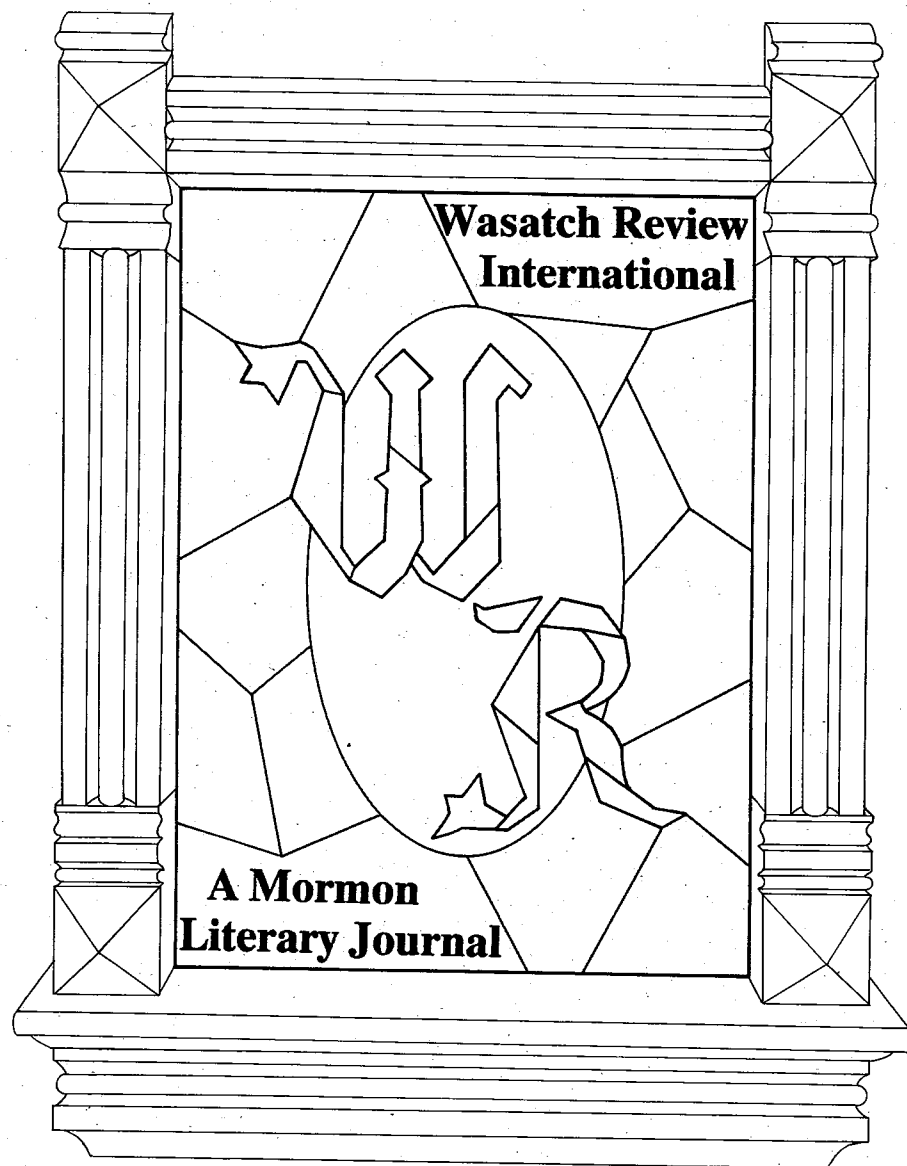 Wasatch Review
International
W
R
A Mormon
Literary Journal